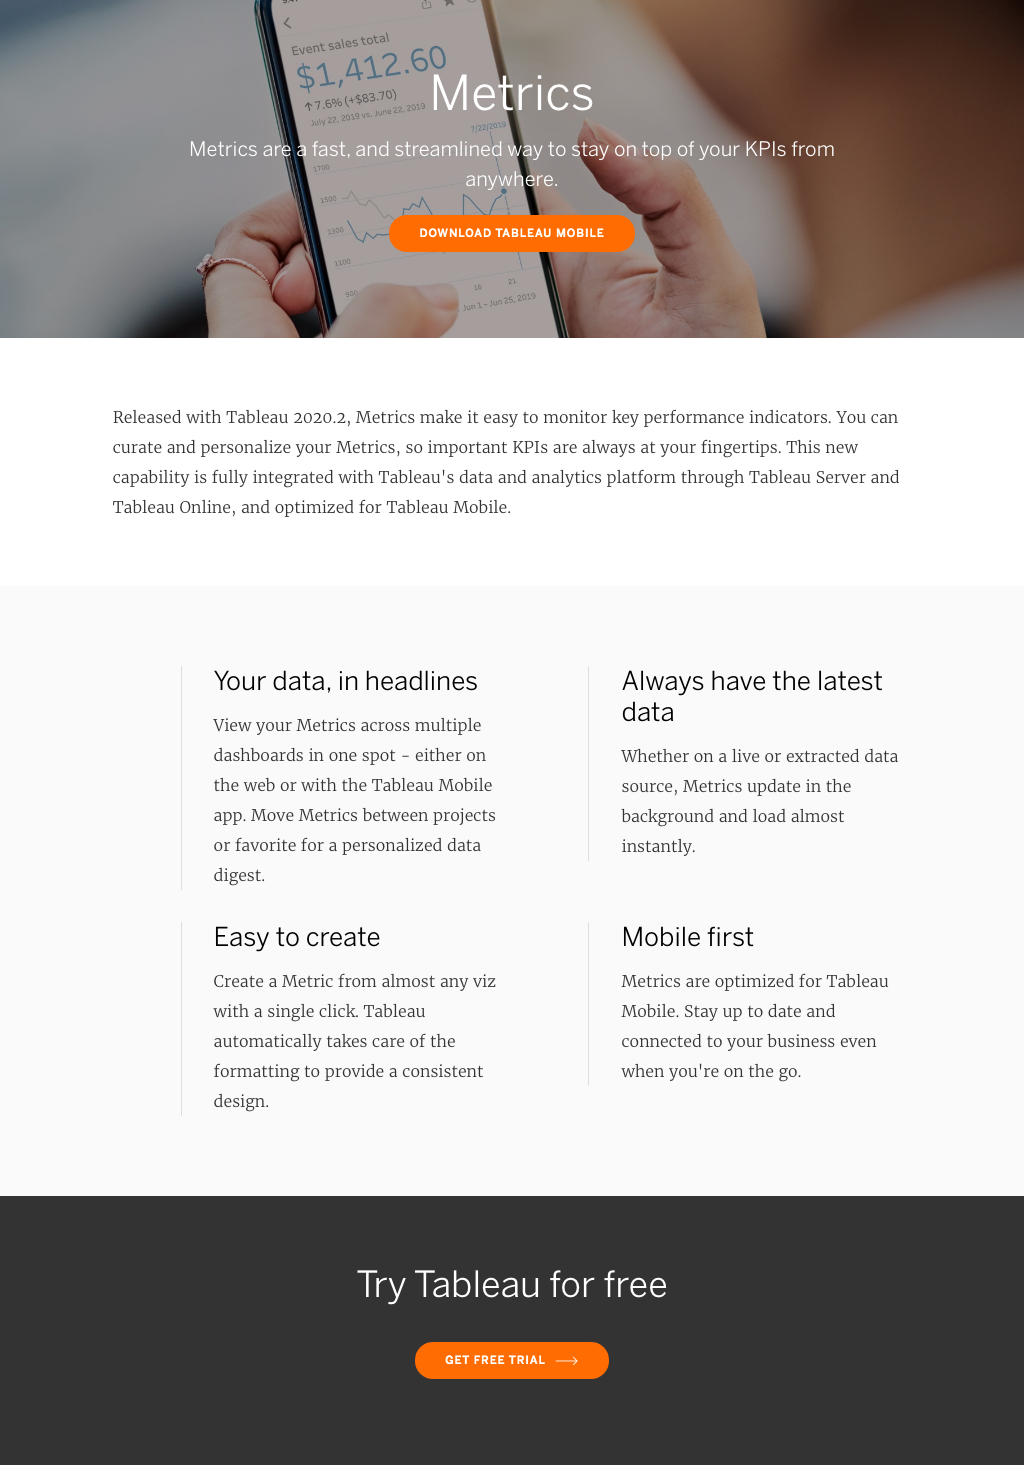 Event sales total
$1,412.60
7.6% (+$83.70)
July 22, 2019 vs. June 22, 2019
Metrics
7/22/2019
Metrics are a fast, and streamlined way to stay on top of your KPIs from
anywhere.
1700
1500
1300
1100
900
16
21
Jun 1 – Jun 25, 2019
DOWNLOAD TABLEAU MOBILE
Released with Tableau 2020.2, Metrics make it easy to monitor key performance indicators. You can
curate and personalize your Metrics, so important KPIs are always at your fingertips. This new
capability is fully integrated with Tableau's data and analytics platform through Tableau Server and
Tableau Online, and optimized for Tableau Mobile.
Your data, in headlines
View your Metrics across multiple
dashboards in one spot - either on
the web or with the Tableau Mobile
app. Move Metrics between projects
or favorite for a personalized data
digest.
Always have the latest
data
Whether on a live or extracted data
source, Metrics update in the
background and load almost
instantly.
Easy to create
Create a Metric from almost any viz
with a single click. Tableau
automatically takes care of the
formatting to provide a consistent
design.
Mobile first
Metrics are optimized for Tableau
Mobile. Stay up to date and
connected to your business even
when you're on the go.
Try Tableau for free
GET FREE TRIAL